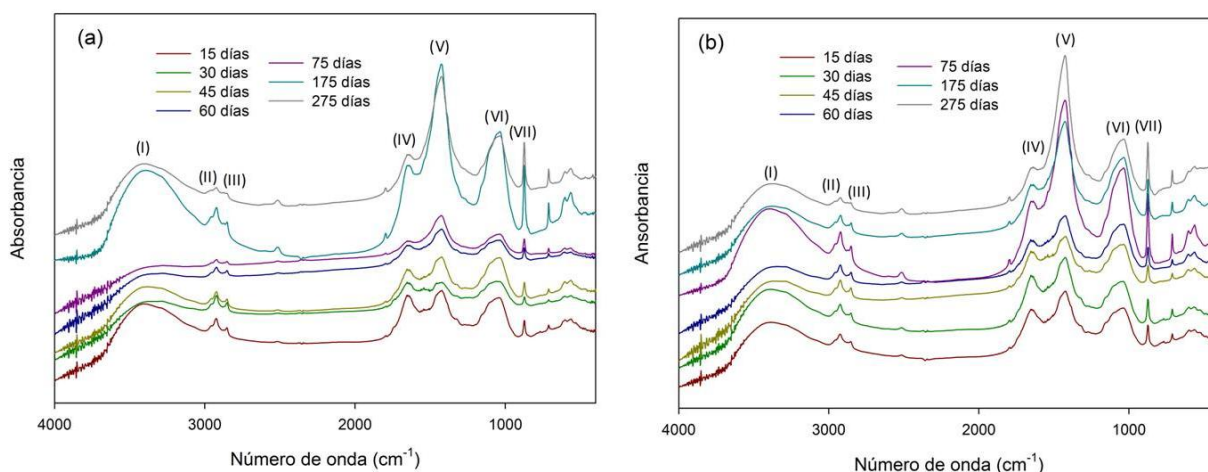 (a)
15 días
30 dias
45 días
60 días
75 días
175 días
275 días
(I)
(II)
(III)
(IV)
(V)
(VI)
(VII)
Absorbancia
4000
3000
2000
1000
Número de onda (cm⁻¹)
(b)
15 días
30 días
45 días
60 días
75 días
175 días
275 días
(I)
(II)
(III)
(IV)
(V)
(VI)
(VII)
Ansorbancia
4000
3000
2000
1000
Número de onda (cm⁻¹)